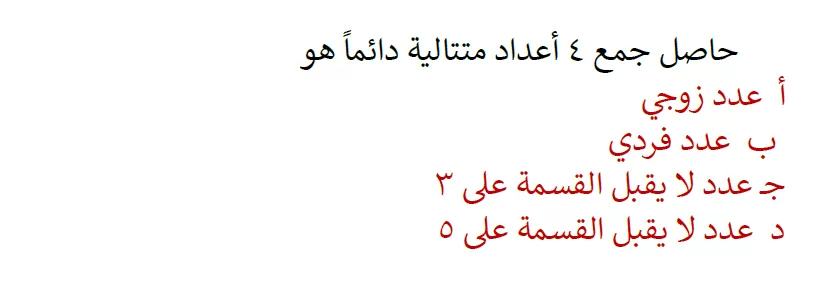 حاصل جمع ٤ أعداد متتالية دائماً هو
أ عدد زوجي
ب عدد فردي
جـ عدد لا يقبل القسمة على ٣
د عدد لا يقبل القسمة على ٥